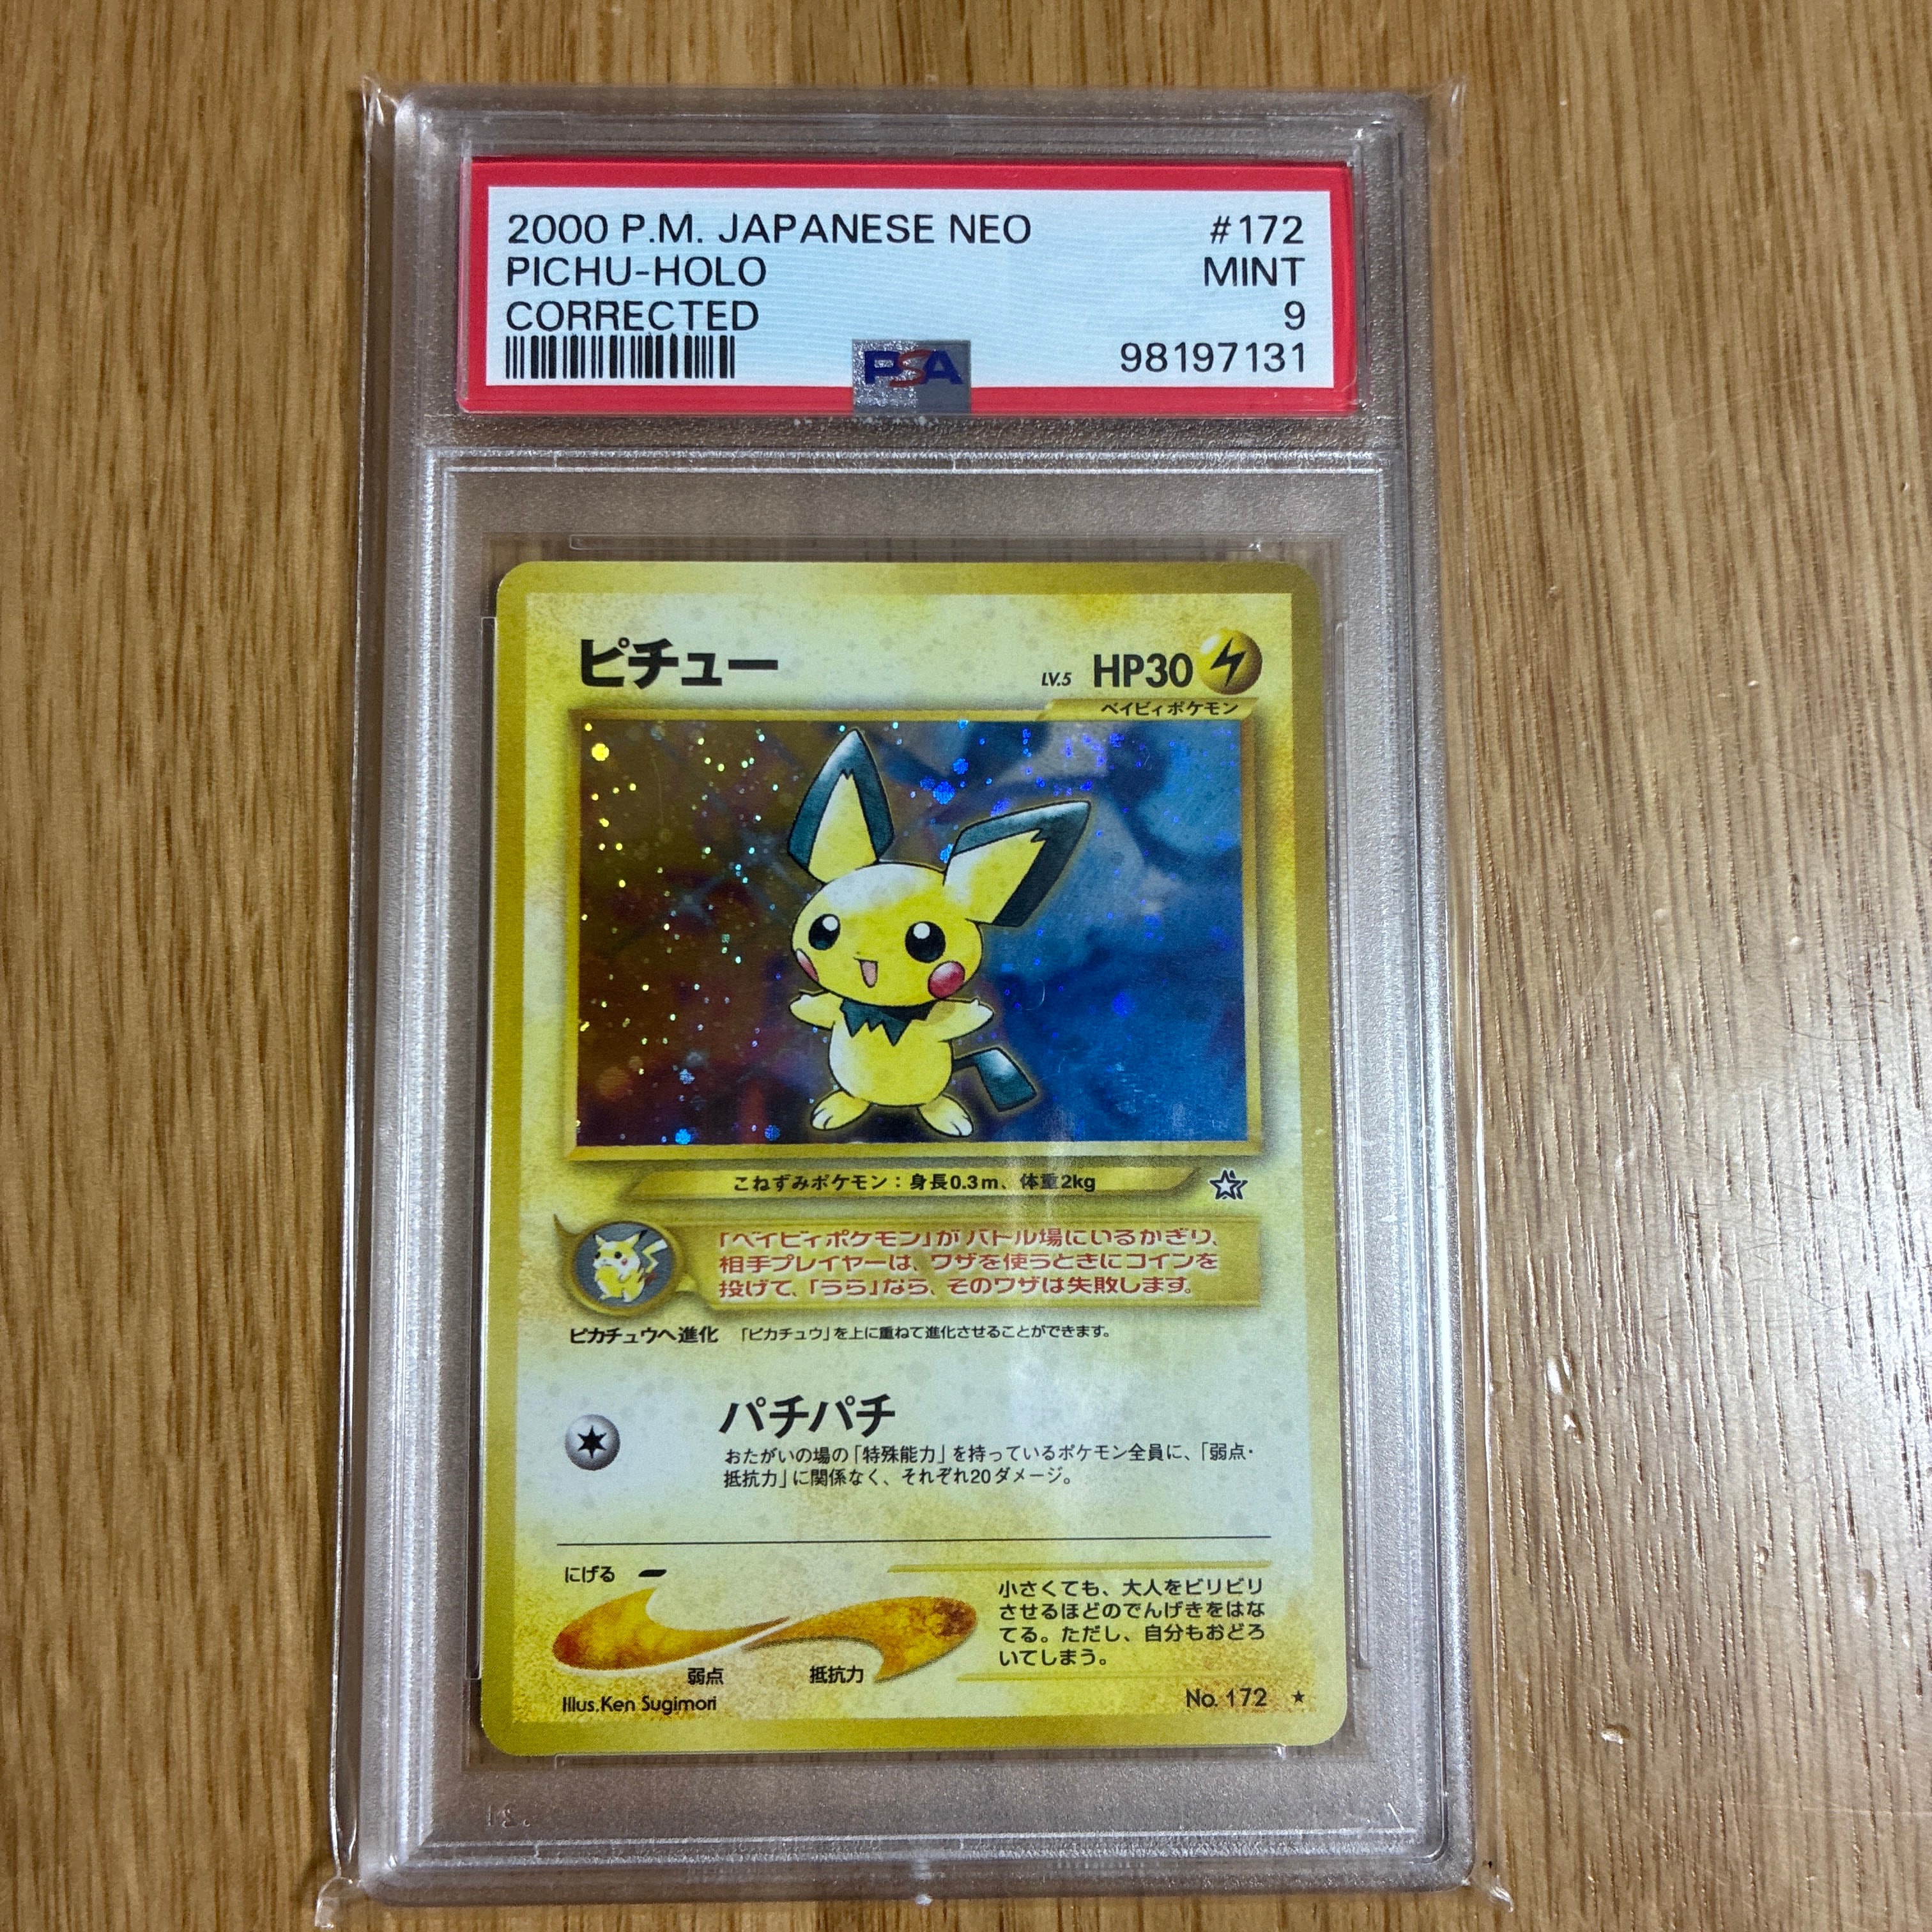 2000 P.M. JAPANESE NEO #172
PICHU-HOLO MINT
CORRECTED 9
PSA 98197131
ピチュー LV.5 HP30
ベイビィポケモン
こねずみポケモン：身長0.3m、体重2kg
「ベイビィポケモン」がバトル場にいるかぎり、
相手プレイヤーは、ワザを使うときにコインを
投げて、「うら」なら、そのワザは失敗します。
ピカチュウへ進化 「ピカチュウ」を上に重ねて進化させることができます。
パチパチ
おたがいの場の「特殊能力」を持っているポケモン全員に、「弱点・
抵抗力」に関係なく、それぞれ20ダメージ。
にげる
弱点 抵抗力
小さくても、大人をビリビリ
させるほどのでんげきをはな
てる。ただし、自分もおどろ
いてしまう。
Illus.Ken Sugimori No. 172 ★